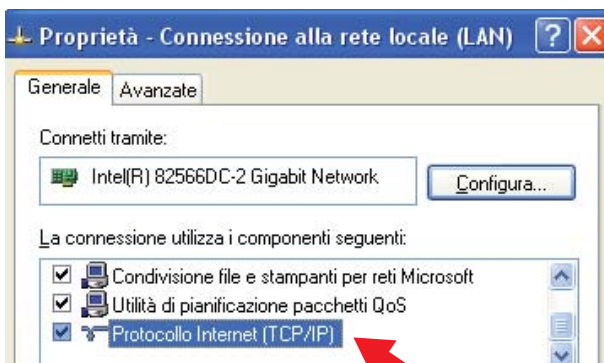 Proprietà - Connessione alla rete locale (LAN)
Generale Avanzate
Connetti tramite:
Intel(R) 82566DC-2 Gigabit Network Configura...
La connessione utilizza i componenti seguenti:
Condivisione file e stampanti per reti Microsoft
Utilità di pianificazione pacchetti QoS
Protocollo Internet (TCP/IP)